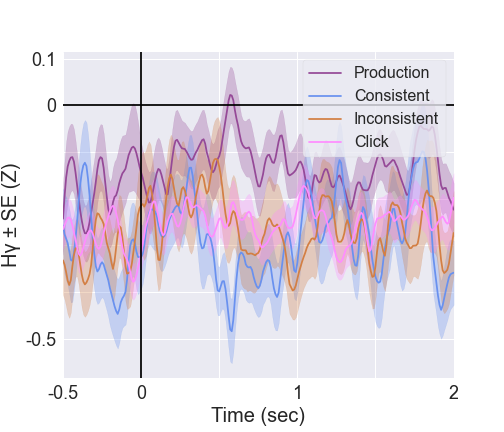 0.1
0
-0.5
Hγ ± SE (Z)
Production
Consistent
Inconsistent
Click
-0.5 0 1 2
Time (sec)